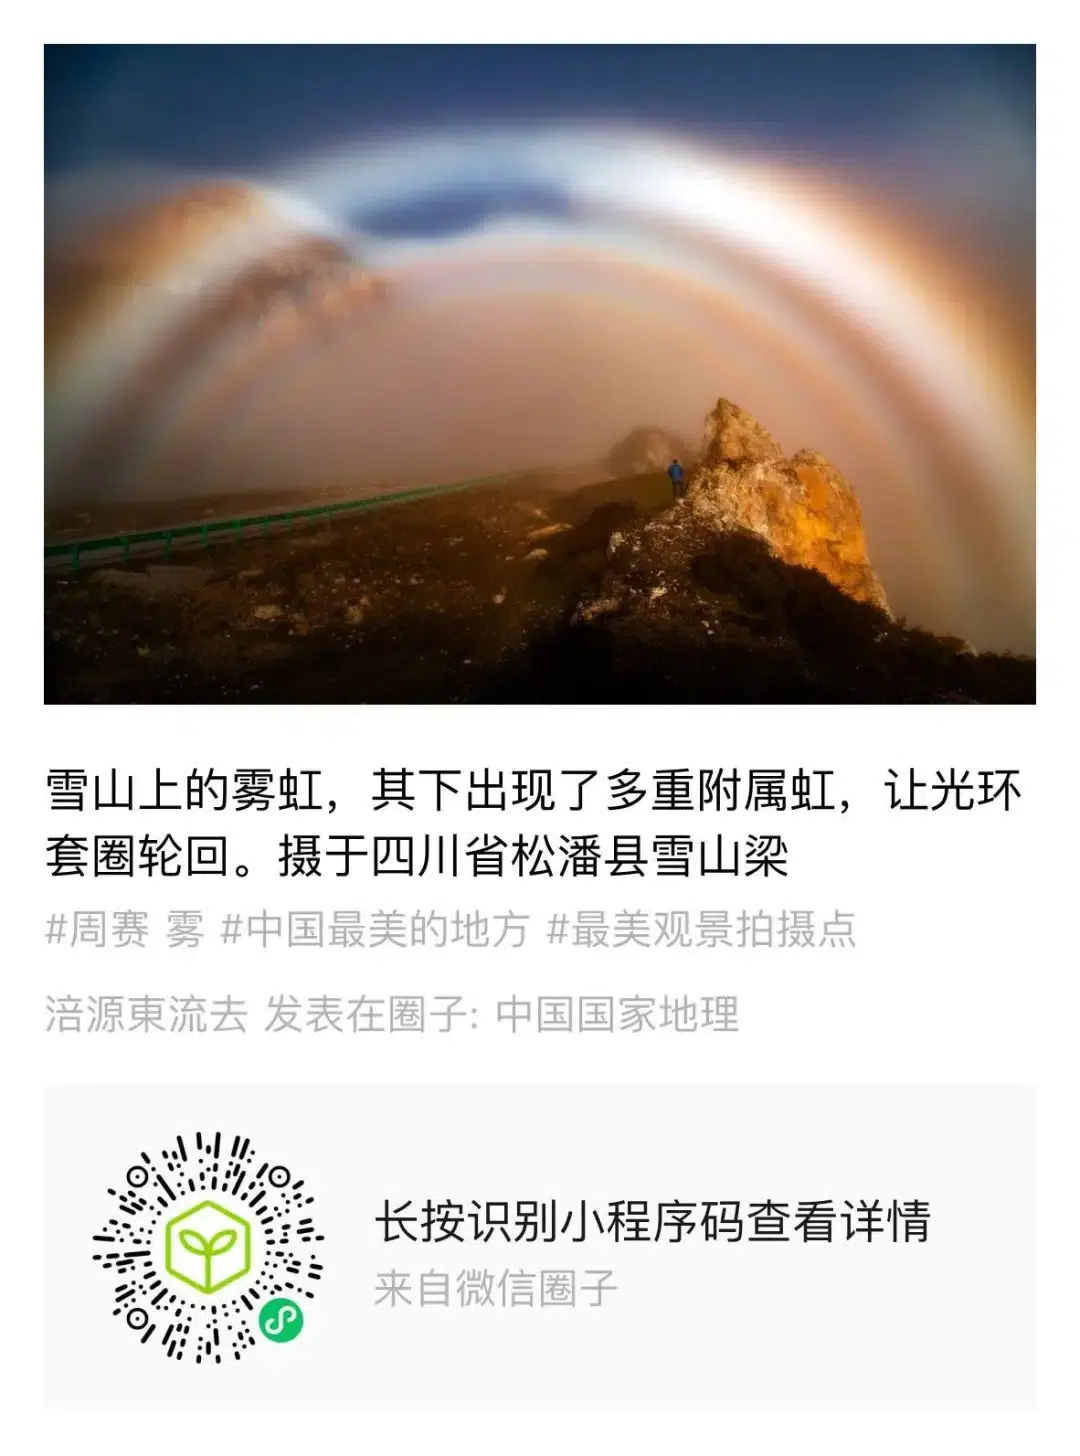 雪山上的雾虹，其下出现了多重附属虹，让光环
套圈轮回。摄于四川省松潘县雪山梁
#周赛 雾 #中国最美的地方 #最美观景拍摄点
涪源東流去 发表在圈子: 中国国家地理
长按识别小程序码查看详情
来自微信圈子